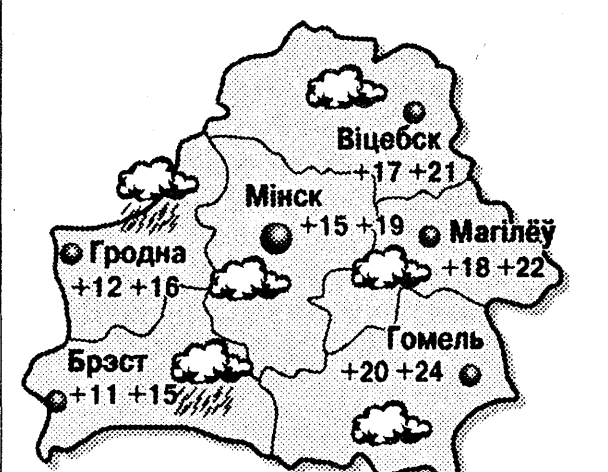 Віцебск
+17 +21
Мінск
+15 +19
Магілёў
+18 +22
Гродна
+12 +16
Гомель
+20 +24
Брэст
+11 +15